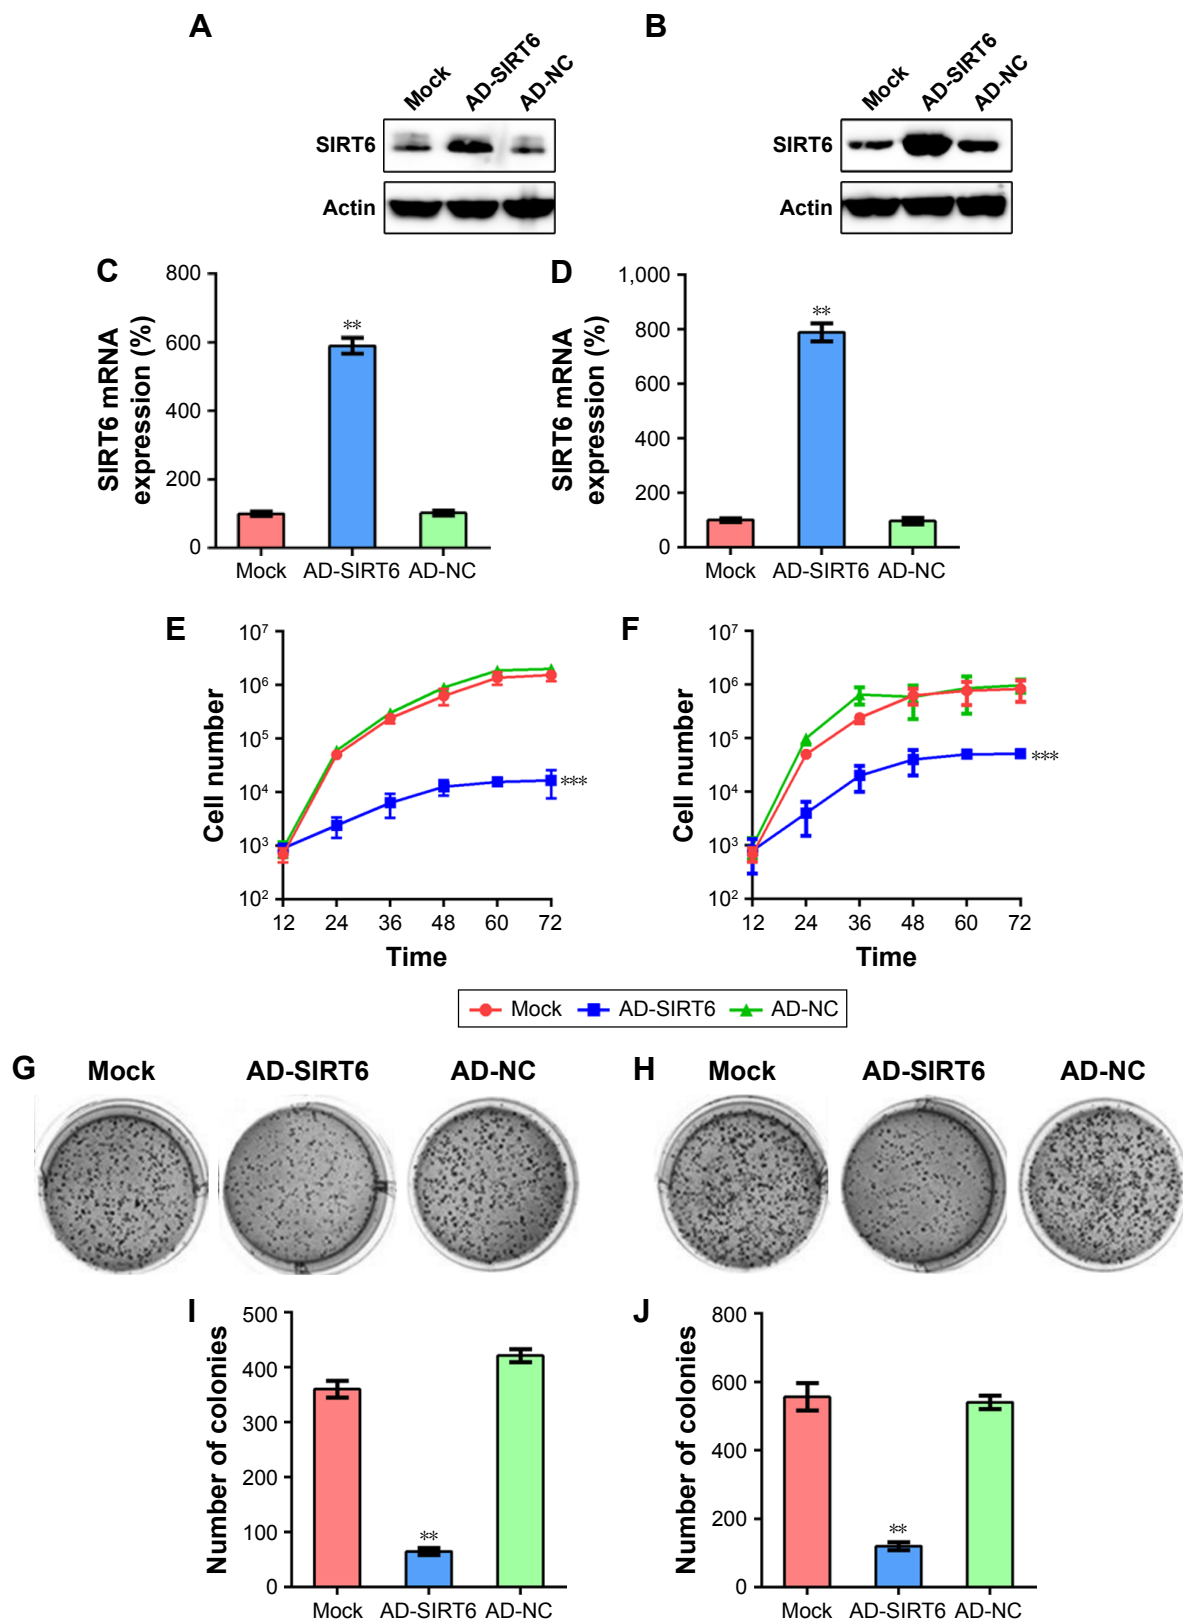 A
B
Mock AD-SIRT6 AD-NC
Mock AD-SIRT6 AD-NC
SIRT6
SIRT6
Actin
Actin
C
SIRT6 mRNA
expression (%)
800
600
400
200
0
**
Mock AD-SIRT6 AD-NC
D
SIRT6 mRNA
expression (%)
1,000
800
600
400
200
0
**
Mock AD-SIRT6 AD-NC
E
Cell number
10⁷
10⁶
10⁵
10⁴
10³
10²
***
12 24 36 48 60 72
Time
F
Cell number
10⁷
10⁶
10⁵
10⁴
10³
10²
***
12 24 36 48 60 72
Time
Mock AD-SIRT6 AD-NC
G Mock AD-SIRT6 AD-NC
H Mock AD-SIRT6 AD-NC
I
Number of colonies
500
400
300
200
100
0
**
Mock AD-SIRT6 AD-NC
J
Number of colonies
800
600
400
200
0
**
Mock AD-SIRT6 AD-NC